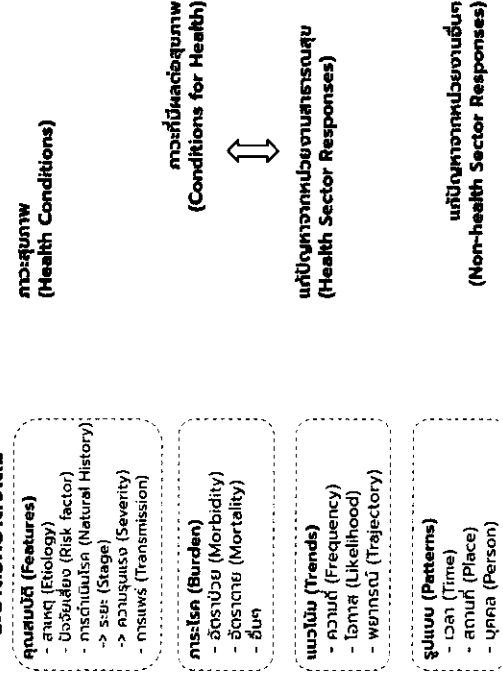 คุณสมบัติ (Features)
- สาเหตุ (Etiology)
- ปัจจัยเสี่ยง (Risk factor)
- การดำเนินโรค (Natural History)
-> ระยะ (Stage)
-> ความรุนแรง (Severity)
- การแพร่ (Transmission)
ภาระโรค (Burden)
- อัตราป่วย (Morbidity)
- อัตราตาย (Mortality)
- อื่นๆ
แนวโน้ม (Trends)
- ความถี่ (Frequency)
- โอกาส (Likelihood)
- พยากรณ์ (Trajectory)
รูปแบบ (Patterns)
- เวลา (Time)
- สถานที่ (Place)
- บุคคล (Person)
ภาวะสุขภาพ
(Health Conditions)
ภาวะที่มีผลต่อสุขภาพ
(Conditions for Health)
แก้ปัญหาจากหน่วยงานสาธารณสุข
(Health Sector Responses)
แก้ปัญหาจากหน่วยงานอื่นๆ
(Non-health Sector Responses)